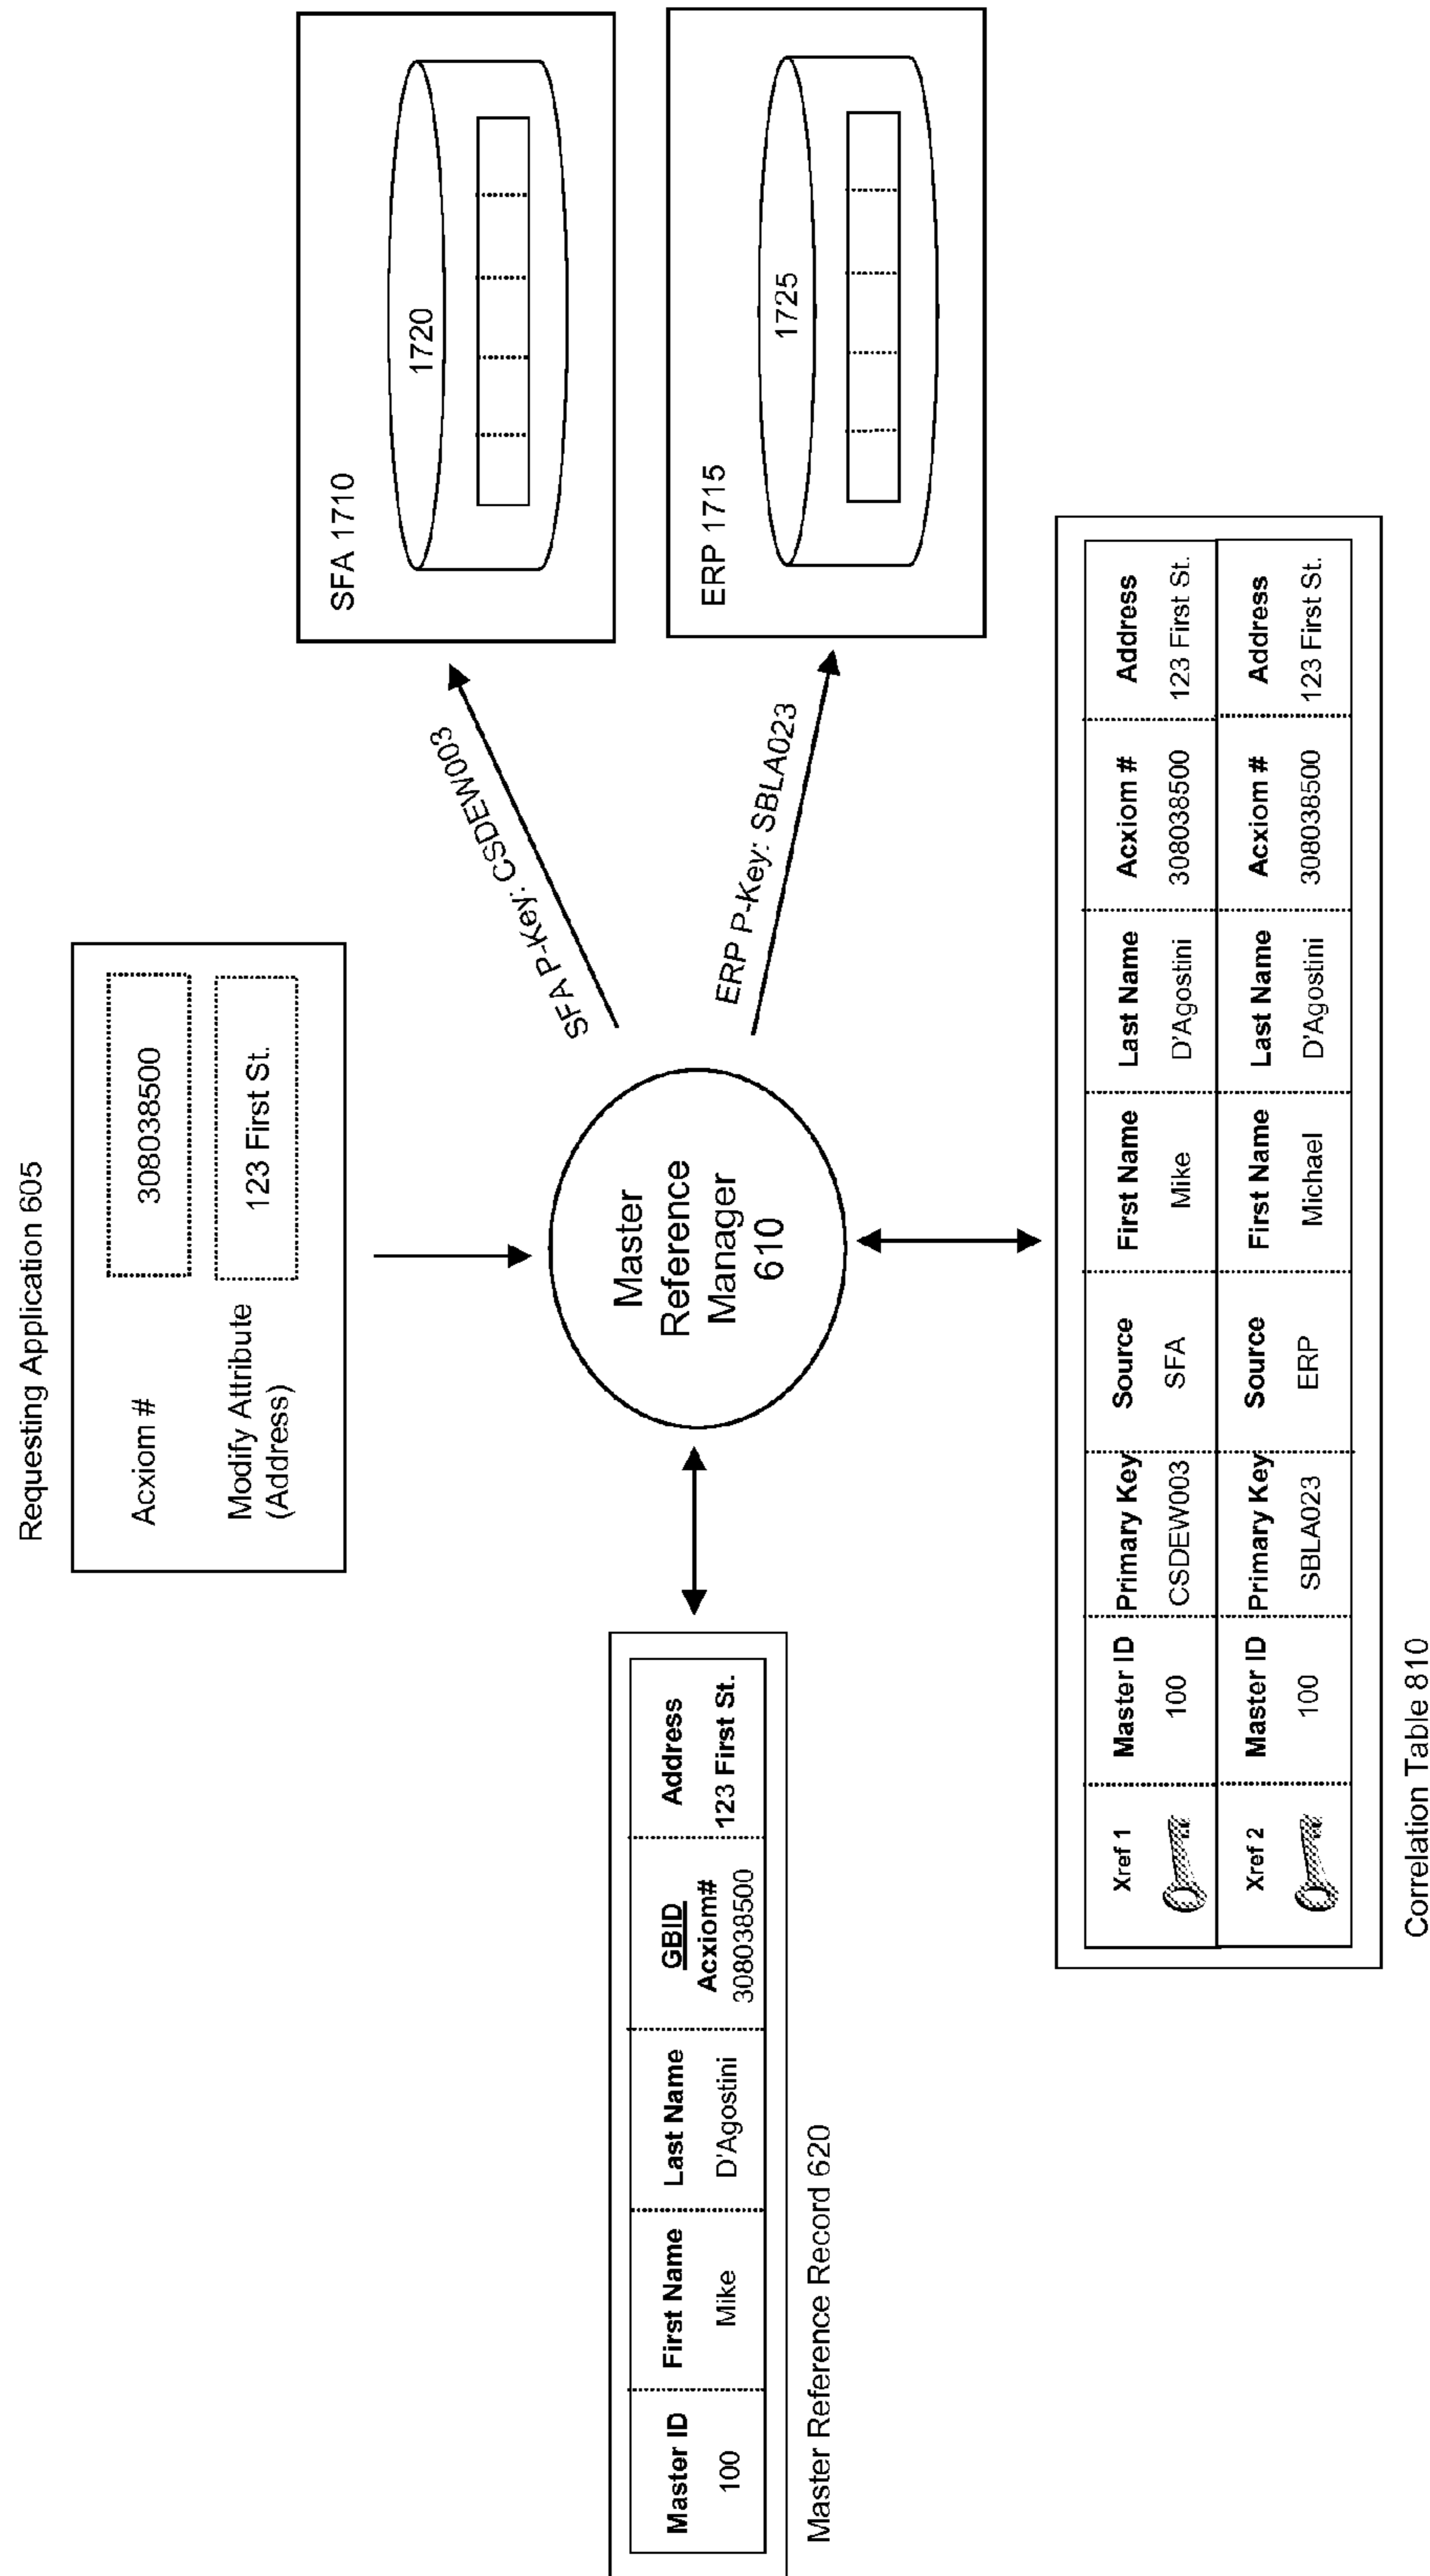 Requesting Application 605
Acxiom #
308038500
Modify Attribute
(Address)
123 First St.
SFA 1710
1720
ERP 1715
1725
SFA P-Key: CSDEW003
ERP P-Key: SBLA023
Master
Reference
Manager
610
Master ID First Name Last Name GBID Address
Acxiom#
100 Mike D'Agostini 308038500 123 First St.
Master Reference Record 620
Xref 1 Master ID Primary Key Source First Name Last Name Acxiom # Address
100 CSDEW003 SFA Mike D'Agostini 308038500 123 First St.
Xref 2 Master ID Primary Key Source First Name Last Name Acxiom # Address
100 SBLA023 ERP Michael D'Agostini 308038500 123 First St.
Correlation Table 810